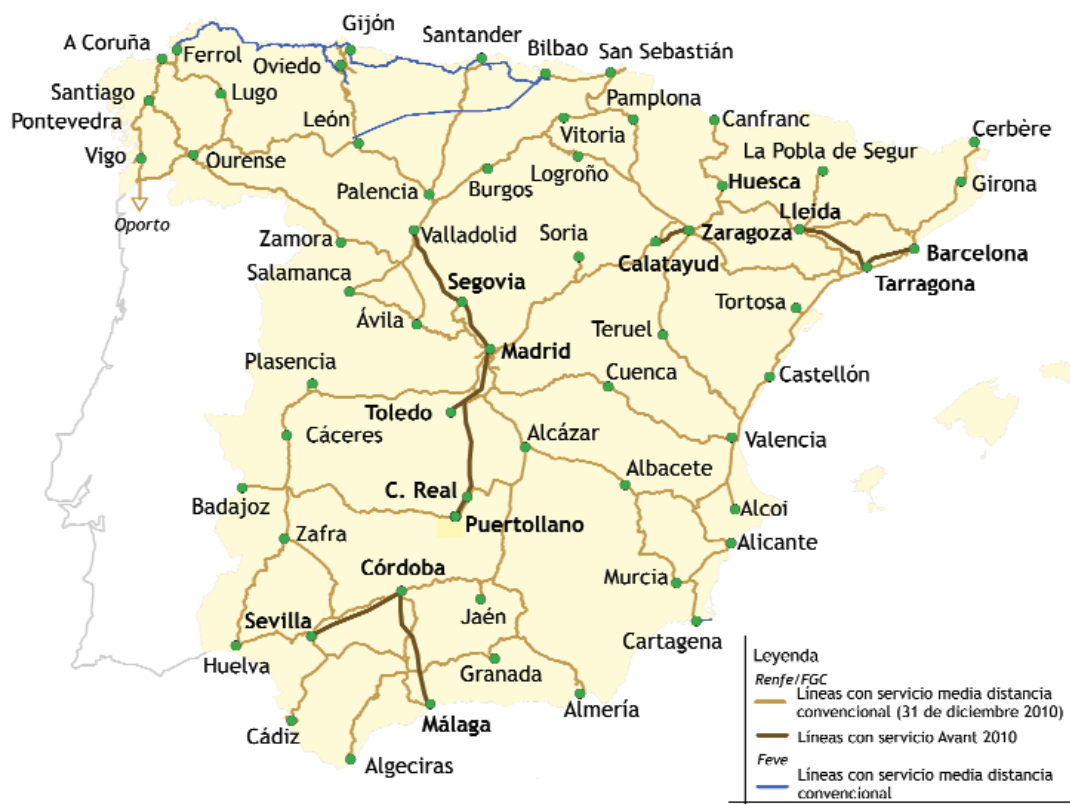 Gijón
Santander
A Coruña
Ferrol
Bilbao
San Sebastián
Oviedo
Santiago
Lugo
Pamplona
Pontevedra
León
Vitoria
Canfranc
Cerbère
Vigo
Ourense
La Pobla de Segur
Logroño
Burgos
Palencia
Huesca
Girona
Oporto
Lleida
Zamora
Valladolid
Soria
Zaragoza
Calatayud
Barcelona
Salamanca
Segovia
Tarragona
Tortosa
Ávila
Teruel
Madrid
Plasencia
Cuenca
Castellón
Toledo
Cáceres
Alcázar
Valencia
Albacete
C. Real
Badajoz
Alcoi
Puertollano
Zafra
Alicante
Córdoba
Murcia
Sevilla
Jaén
Cartagena
Huelva
Granada
Almería
Málaga
Cádiz
Algeciras
Leyenda
Renfe/FGC
Líneas con servicio media distancia
convencional (31 de diciembre 2010)
Líneas con servicio Avant 2010
Feve
Líneas con servicio media distancia
convencional